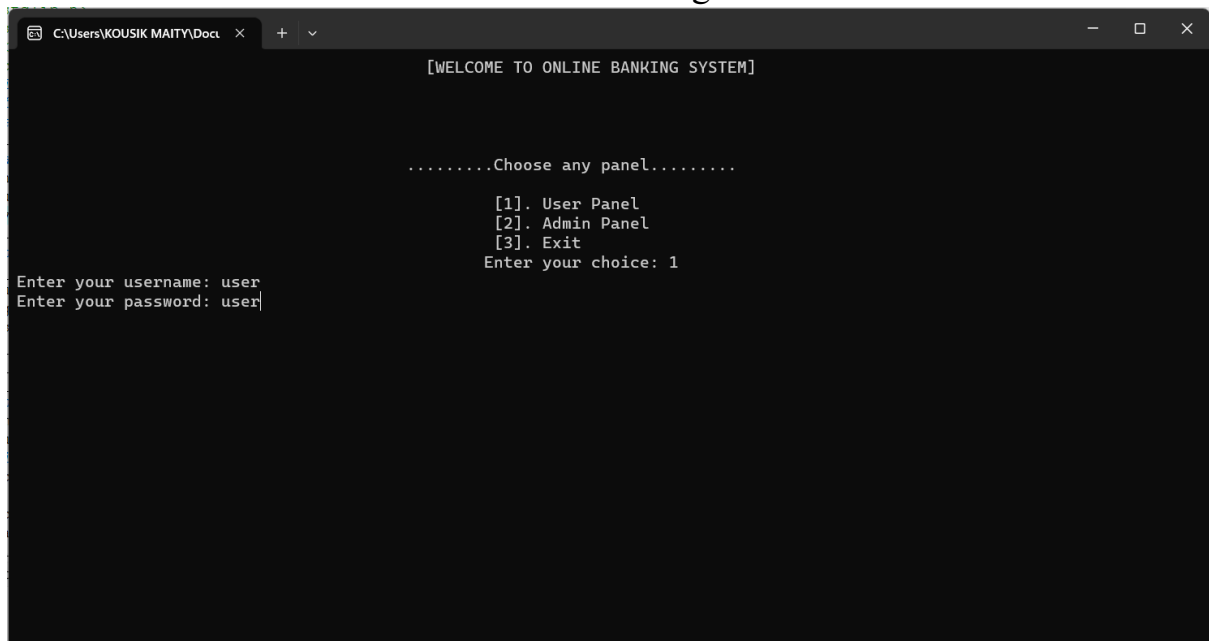 C:\Users\KOUSIK MAITY\Docu
[WELCOME TO ONLINE BANKING SYSTEM]
.........Choose any panel.........
[1]. User Panel
[2]. Admin Panel
[3]. Exit
Enter your choice: 1
Enter your username: user
Enter your password: user